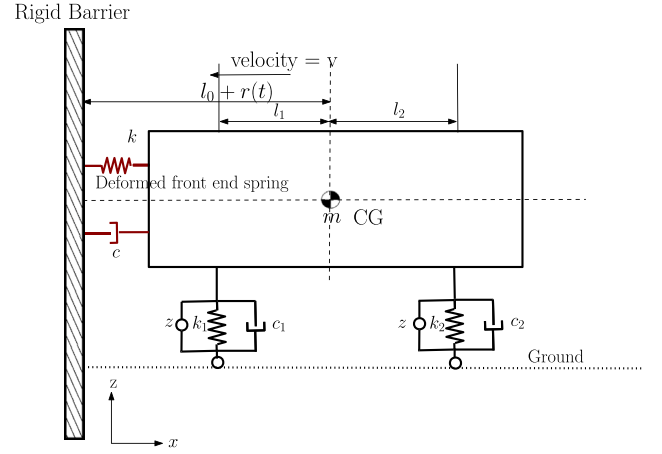 Rigid Barrier
velocity = v
l₀ + r(t)
l₁
l₂
k
Deformed front end spring
m CG
c
z k₁ c₁
z k₂ c₂
Ground
z
x